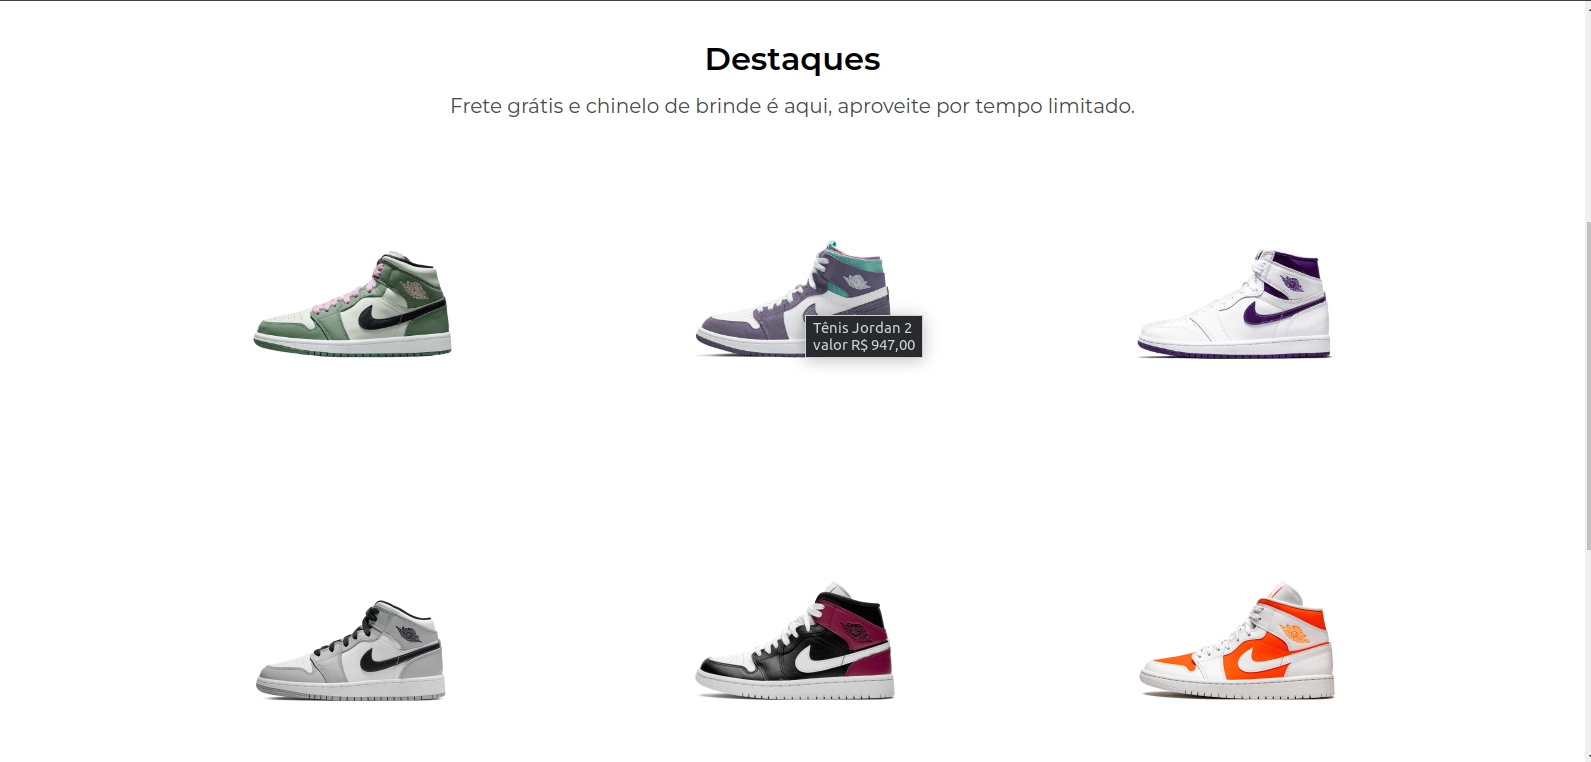 Destaques
Frete grátis e chinelo de brinde é aqui, aproveite por tempo limitado.
Tênis Jordan 2
valor R$ 947,00